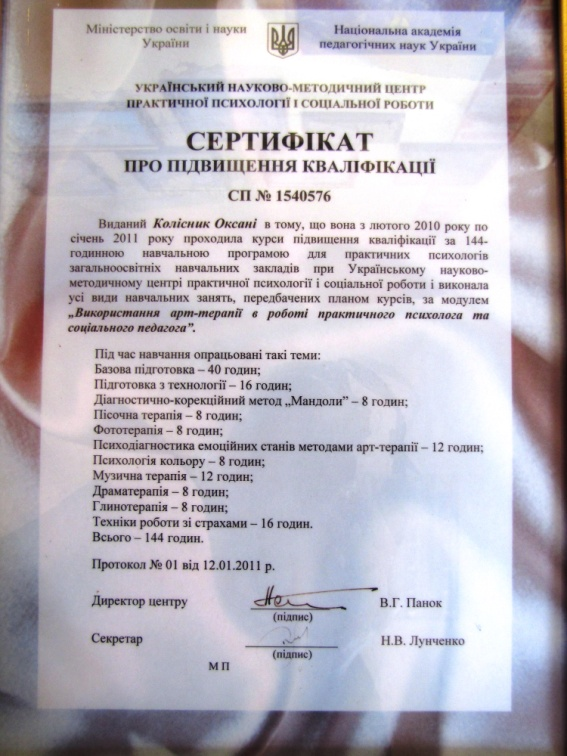 Міністерство освіти і науки
України
Національна академія
педагогічних наук України
УКРАЇНСЬКИЙ НАУКОВО-МЕТОДИЧНИЙ ЦЕНТР
ПРАКТИЧНОЇ ПСИХОЛОГІЇ І СОЦІАЛЬНОЇ РОБОТИ
СЕРТИФІКАТ
ПРО ПІДВИЩЕННЯ КВАЛІФІКАЦІЇ
СП № 1540576
Виданий Колісник Оксані в тому, що вона з лютого 2010 року по
січень 2011 року проходила курси підвищення кваліфікації за 144-
годинною навчальною програмою для практичних психологів
загальноосвітніх навчальних закладів при Українському науково-
методичному центрі практичної психології і соціальної роботи і виконала
усі види навчальних занять, передбачених планом курсів, за модулем
„Використання арт-терапії в роботі практичного психолога та
соціального педагога”.
Під час навчання опрацьовані такі теми:
Базова підготовка – 40 годин;
Підготовка з технології – 16 годин;
Діагностично-корекційний метод „Мандоли” – 8 годин;
Пісочна терапія – 8 годин;
Фототерапія – 8 годин;
Психодіагностика емоційних станів методами арт-терапії – 12 годин;
Психологія кольору – 8 годин;
Музична терапія – 12 годин;
Драматерапія – 8 годин;
Глинотерапія – 8 годин;
Техніки роботи зі страхами – 16 годин.
Всього – 144 годин.
Протокол № 01 від 12.01.2011 р.
Директор центру В.Г. Панок
(підпис)
Секретар Н.В. Лунченко
(підпис)
М П